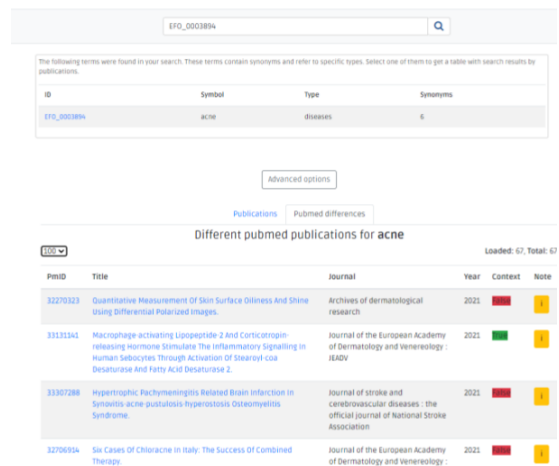 EFO_0003894
The following terms were found in your search. These terms contain synonyms and refer to specific types. Select one of them to get a table with search results by
publications.
ID Symbol Type Synonyms
EFO_0003894 acne diseases 6
Advanced options
Publications Pubmed differences
Different pubmed publications for acne
100 Loaded: 67, Total: 67
PmID Title Journal Year Context Note
32270323 Quantitative Measurement Of Skin Surface Oiliness And Shine Archives of dermatological 2021 False i
Using Differential Polarized Images. research
33131141 Macrophage-activating Lipopeptide-2 And Corticotropin- Journal of the European Academy 2021 True i
releasing Hormone Stimulate The Inflammatory Signalling In of Dermatology and Venereology :
Human Sebocytes Through Activation Of Stearoyl-coa JEADV
Desaturase And Fatty Acid Desaturase 2.
33307288 Hypertrophic Pachymeningitis Related Brain Infarction In Journal of stroke and 2021 False i
Synovitis-acne-pustulosis-hyperostosis Osteomyelitis cerebrovascular diseases : the
Syndrome. official journal of National Stroke
Association
32706914 Six Cases Of Chloracne In Italy: The Success Of Combined Journal of the European Academy 2021 False i
Therapy. of Dermatology and Venereology :